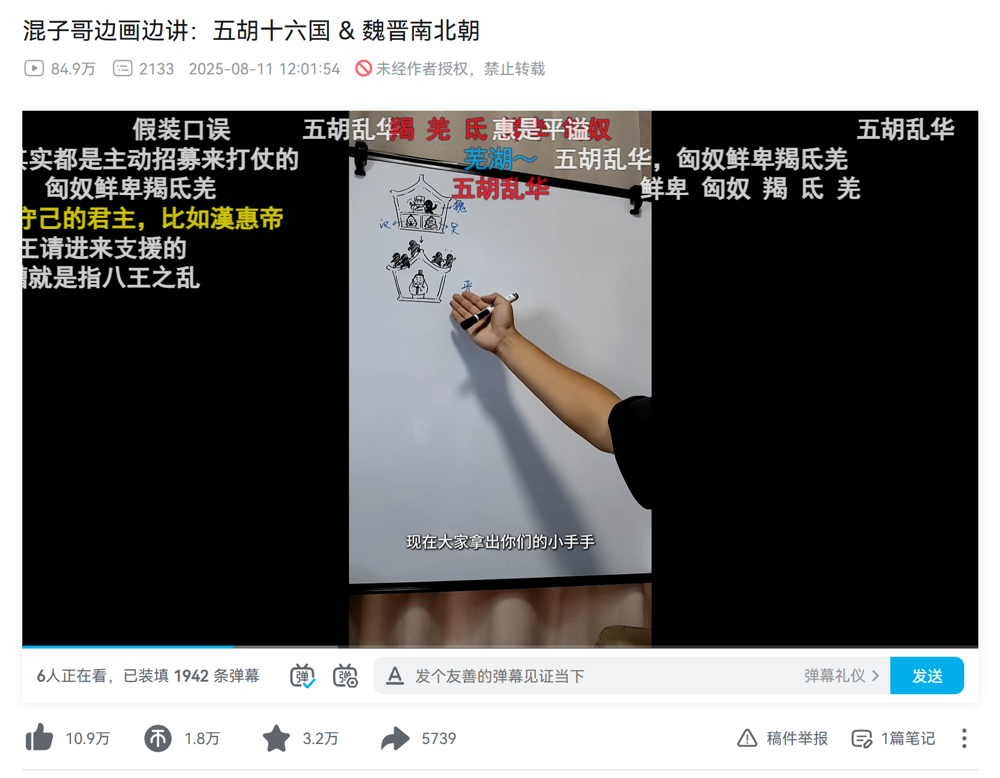 混子哥边画边讲：五胡十六国 & 魏晋南北朝
84.9万 2133 2025-08-11 12:01:54 未经作者授权，禁止转载
假装口误 五胡乱华 羯 羌 氐 奴 惠是平谥 五胡乱华
实都是主动招募来打仗的 芜湖～ 五胡乱华，匈奴鲜卑羯氐羌
匈奴鲜卑羯氐羌 五胡乱华 鲜卑 匈奴 羯 氐 羌
守己的君主，比如漢惠帝
王请进来支援的
就是指八王之乱
魏
汉 吴
晋
现在大家拿出你们的小手手
6人正在看，已装填 1942 条弹幕 弹 弹 A 发个友善的弹幕见证当下 弹幕礼仪 发送
10.9万 1.8万 3.2万 5739 稿件举报 1篇笔记